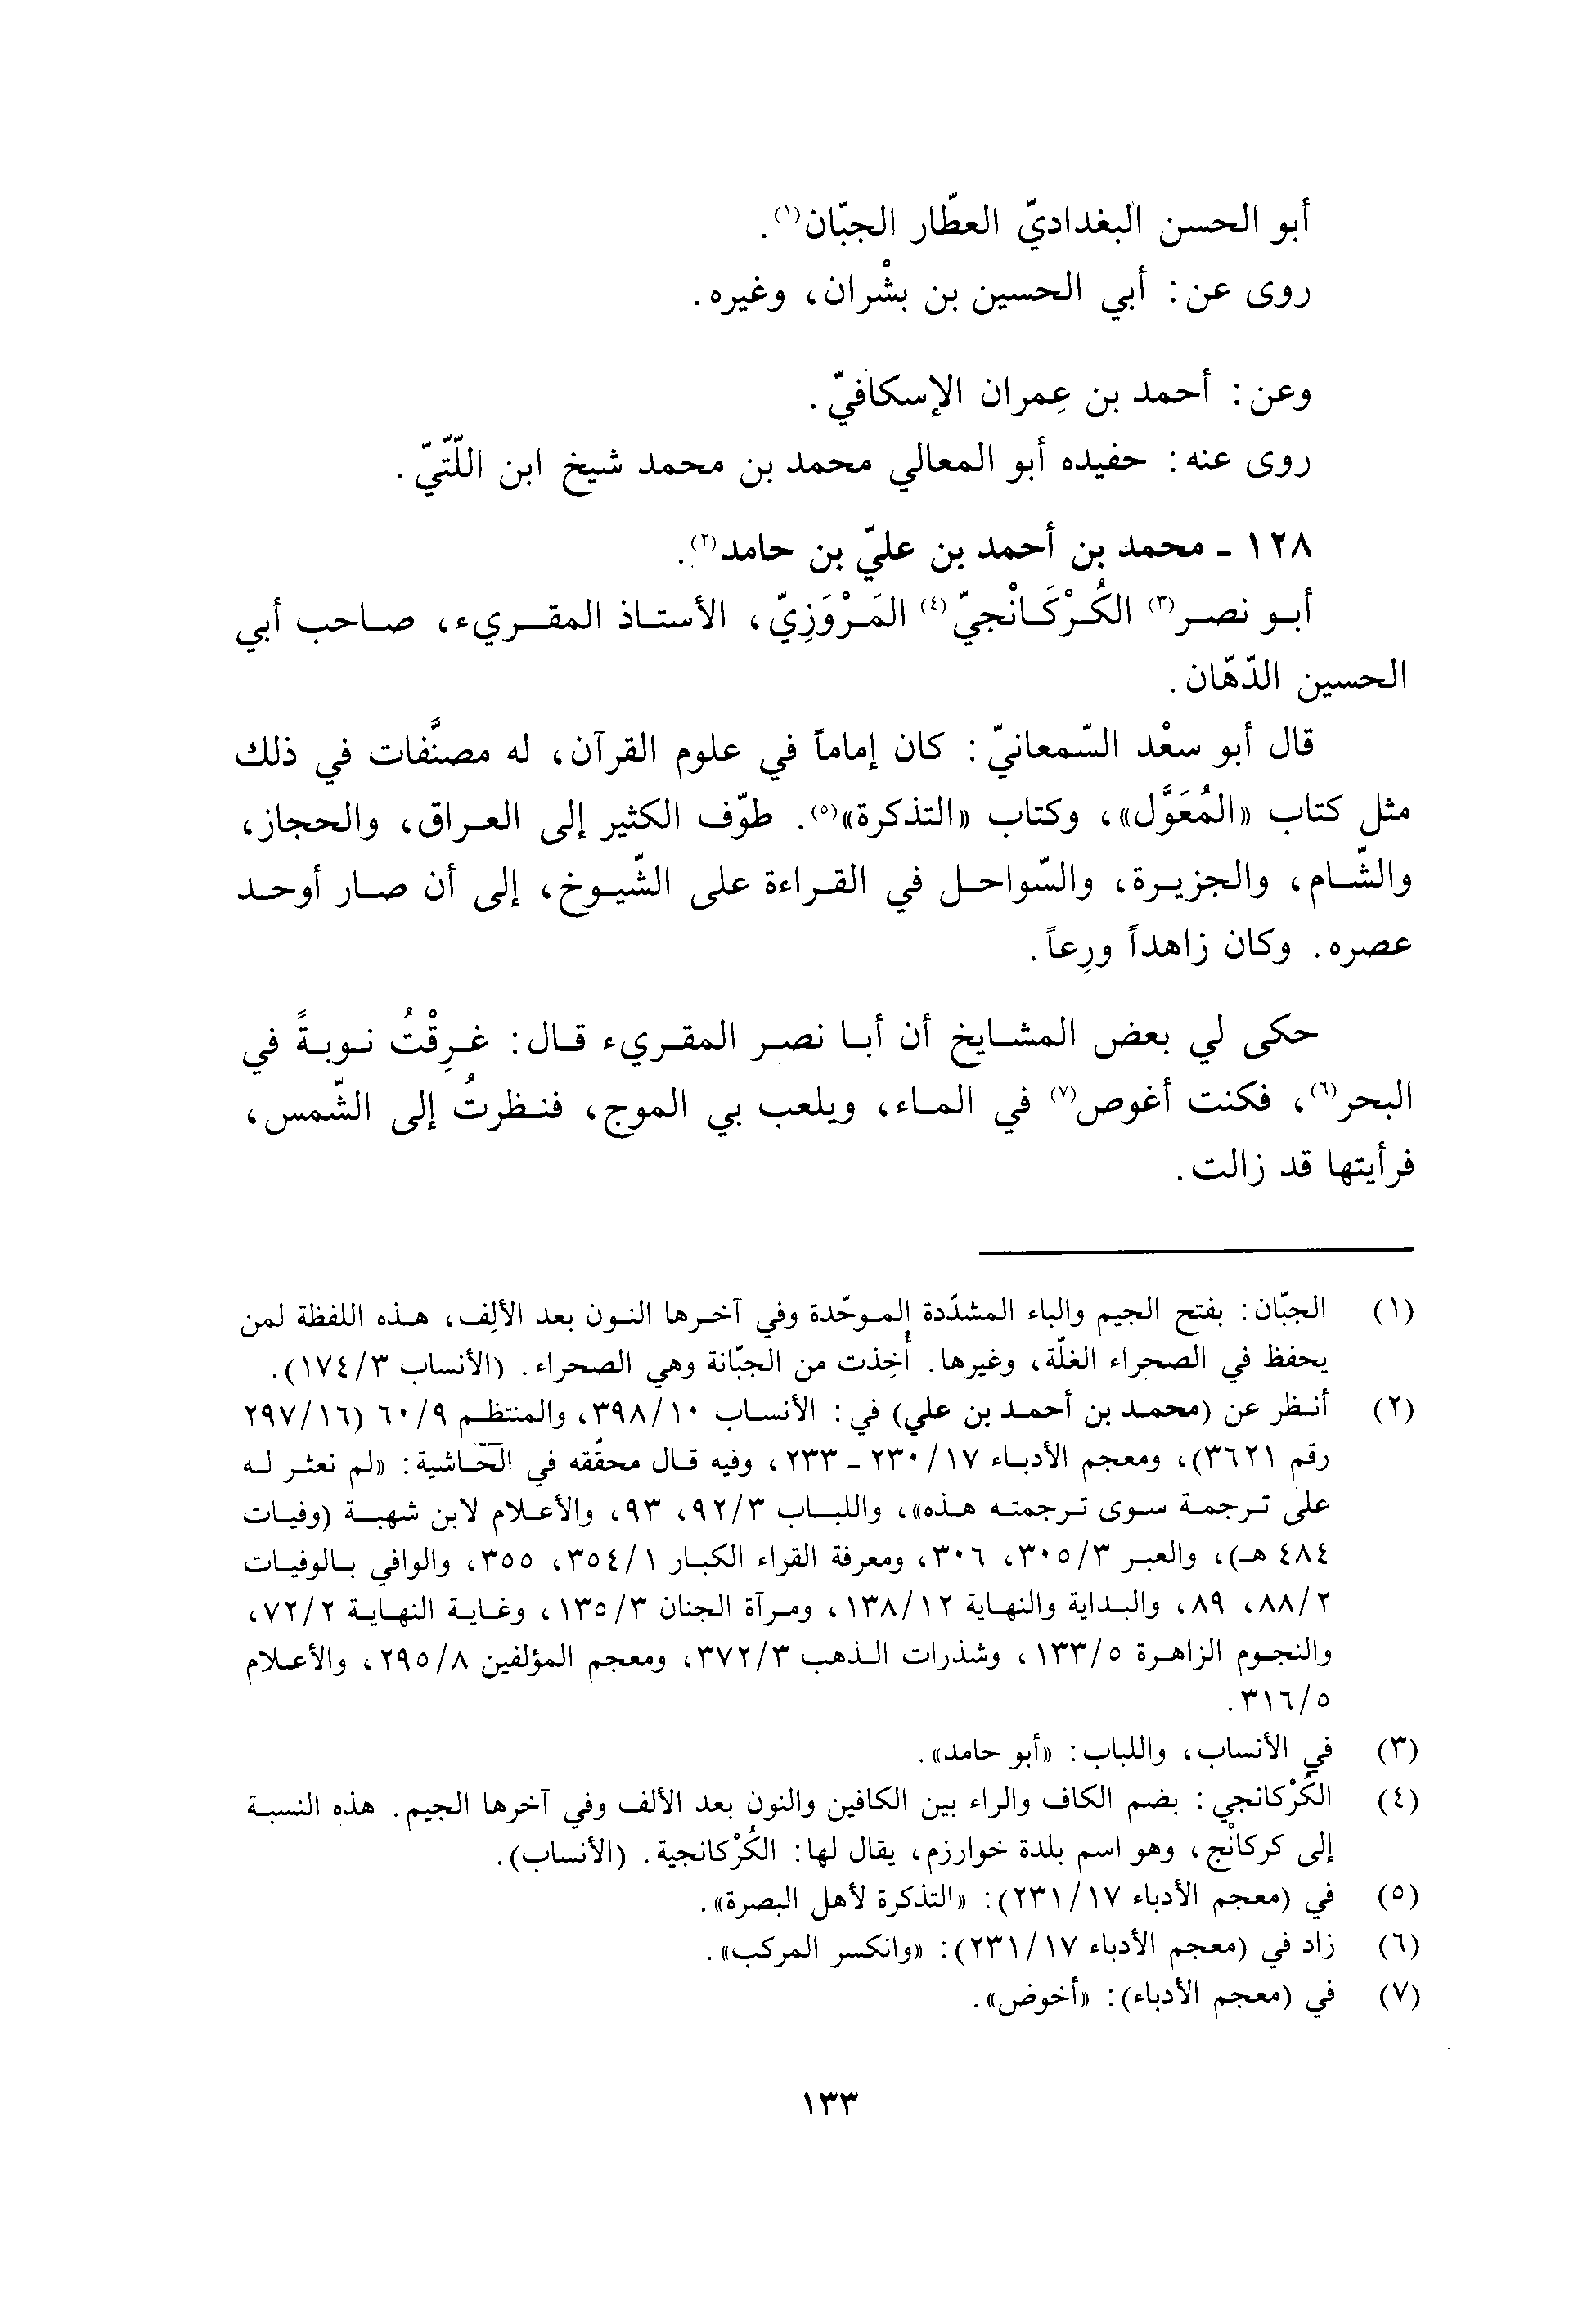 أبو الحسن البغداديّ العطّار الجبّان(١).
روى عن: أبي الحسين بن بشْران، وغيره.
وعن: أحمد بن عِمران الإسكافيّ.
روى عنه: حفيده أبو المعالي محمد بن محمد شيخ ابن اللّتّيّ.
١٢٨ ـ محمد بن أحمد بن عليّ بن حامد(٢).
أبو نصر(٣) الكُرْكَانْجيّ(٤) المَرْوَزِيّ، الأستاذ المقريء، صاحب أبي
الحسين الدّهّان.
قال أبو سعْد السّمعانيّ: كان إماماً في علوم القرآن، له مصنَّفات في ذلك
مثل كتاب «المُعَوَّل»، وكتاب «التذكرة»(٥). طوّف الكثير إلى العراق، والحجاز،
والشّام، والجزيرة، والسّواحل في القراءة على الشّيوخ، إلى أن صار أوحد
عصره. وكان زاهداً ورِعاً.
حكى لي بعض المشايخ أن أبا نصر المقريء قال: غرِقْتُ نوبةً في
البحر(٦)، فكنت أغوص(٧) في الماء، ويلعب بي الموج، فنظرتُ إلى الشّمس،
فرأيتها قد زالت.
(١) الجبّان: بفتح الجيم والباء المشدّدة الموحّدة وفي آخرها النون بعد الألِف، هذه اللفظة لمن
يحفظ في الصحراء الغلّة، وغيرها. أُخِذت من الجبّانة وهي الصحراء. (الأنساب ١٧٤/٣).
(٢) أنظر عن (محمد بن أحمد بن علي) في: الأنساب ٣٩٨/١٠، والمنتظم ٦٠/٩ (٢٩٧/١٦
رقم ٣٦٢١)، ومعجم الأدباء ٢٣٠/١٧ ـ ٢٣٣، وفيه قال محقّقه في الحّاشية: «لم نعثر له
على ترجمة سوى ترجمته هذه»، واللباب ٩٢/٣، ٩٣، والأعلام لابن شهبة (وفيات
٤٨٤ هـ)، والعبر ٣٠٥/٣، ٣٠٦، ومعرفة القراء الكبار ٣٥٤/١، ٣٥٥، والوافي بالوفيات
٨٨/٢، ٨٩، والبداية والنهاية ١٣٨/١٢، ومرآة الجنان ١٣٥/٣، وغاية النهاية ٧٢/٢،
والنجوم الزاهرة ١٣٣/٥، وشذرات الذهب ٣٧٢/٣، ومعجم المؤلفين ٢٩٥/٨، والأعلام
٣١٦/٥.
(٣) في الأنساب، واللباب: «أبو حامد».
(٤) الكُرْكانجي: بضم الكاف والراء بين الكافين والنون بعد الألف وفي آخرها الجيم. هذه النسبة
إلى كركانْج، وهو اسم بلدة خوارزم، يقال لها: الكُرْكانجية. (الأنساب).
(٥) في (معجم الأدباء ٢٣١/١٧): «التذكرة لأهل البصرة».
(٦) زاد في (معجم الأدباء ٢٣١/١٧): «وانكسر المركب».
(٧) في (معجم الأدباء): «أخوض».
١٣٣